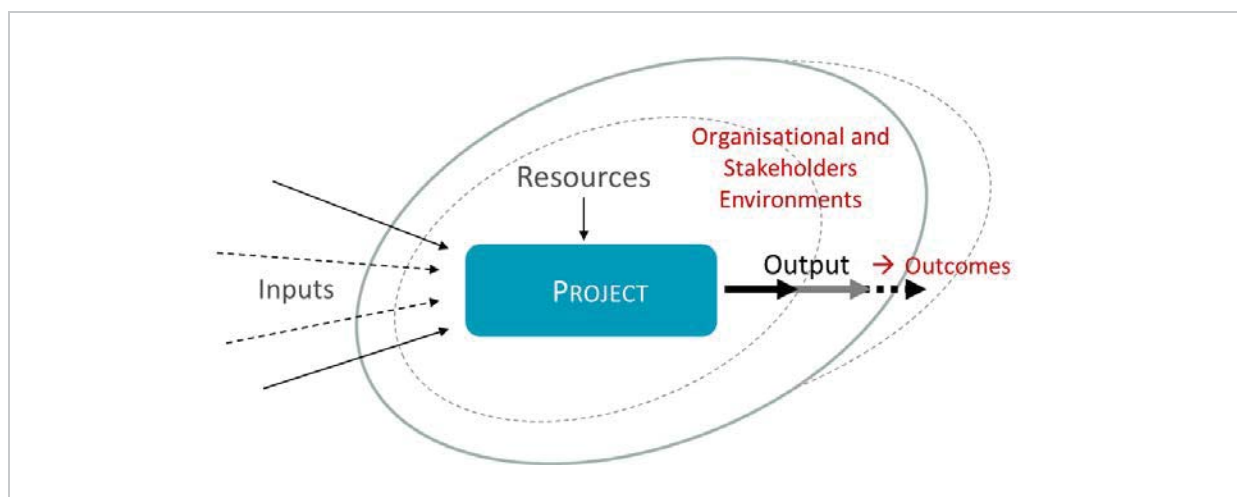 Organisational and
Stakeholders
Environments
Resources
Inputs
PROJECT
Output
→ Outcomes